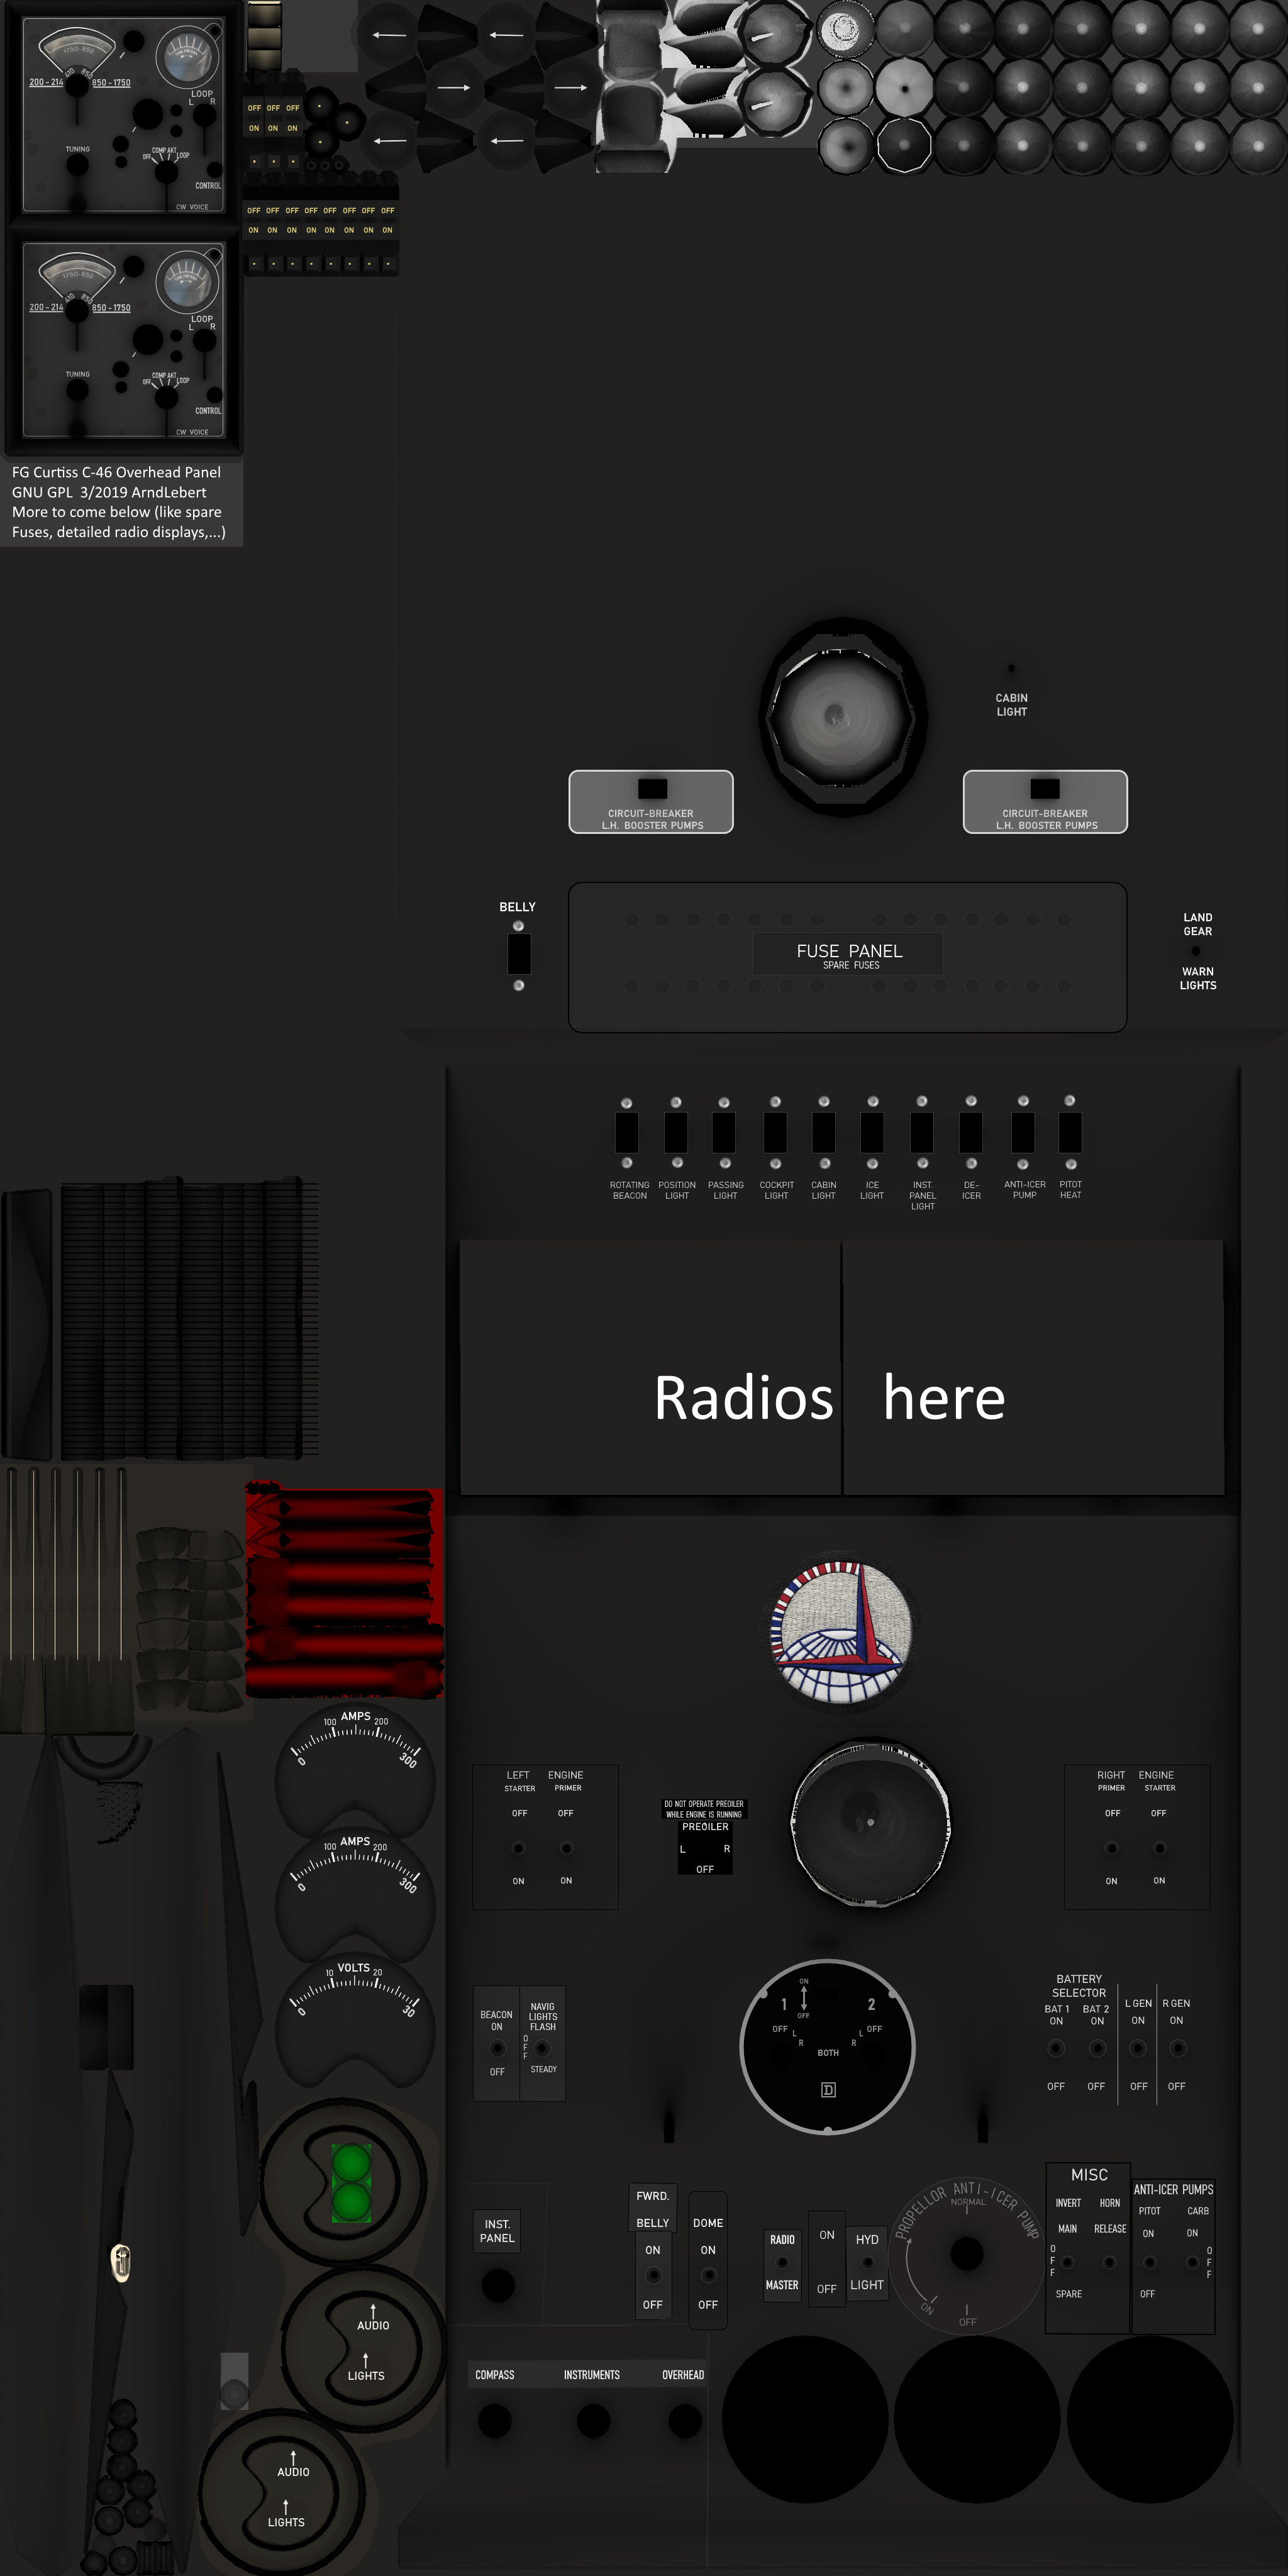 1750-850
200 - 214
410
850
850 - 1750
LOOP
L R
TUNING
COMP AKT
OFF
LOOP
CONTROL
CW VOICE
1750-850
200 - 214
410
850
850 - 1750
LOOP
L R
TUNING
COMP AKT
OFF
LOOP
CONTROL
CW VOICE
OFF OFF OFF
ON ON ON
OFF OFF OFF OFF OFF OFF OFF OFF
ON ON ON ON ON ON ON ON
FG Curtiss C-46 Overhead Panel
GNU GPL 3/2019 ArndLebert
More to come below (like spare
Fuses, detailed radio displays,...)
CABIN
LIGHT
CIRCUIT-BREAKER
L.H. BOOSTER PUMPS
CIRCUIT-BREAKER
L.H. BOOSTER PUMPS
BELLY
FUSE PANEL
SPARE FUSES
LAND
GEAR
WARN
LIGHTS
ROTATING
BEACON
POSITION
LIGHT
PASSING
LIGHT
COCKPIT
LIGHT
CABIN
LIGHT
ICE
LIGHT
INST.
PANEL
LIGHT
DE-
ICER
ANTI-ICER
PUMP
PITOT
HEAT
Radios here
AMPS
0 100 200 300
AMPS
0 100 200 300
VOLTS
0 10 20 30
LEFT ENGINE
STARTER PRIMER
OFF OFF
ON ON
DO NOT OPERATE PREOILER
WHILE ENGINE IS RUNNING
PREOILER
L R
OFF
RIGHT ENGINE
PRIMER STARTER
OFF OFF
ON ON
BEACON
ON
OFF
NAVIG
LIGHTS
FLASH
OFF
STEADY
ON
1 2
OFF
OFF L L OFF
R R
BOTH
D
BATTERY
SELECTOR
BAT 1 BAT 2
ON ON
OFF OFF
L GEN R GEN
ON ON
OFF OFF
INST.
PANEL
FWRD.
BELLY
ON
OFF
DOME
ON
OFF
RADIO
MASTER
ON
OFF
HYD
LIGHT
PROPELLOR ANTI-ICER PUMP
NORMAL
ON
OFF
MISC
INVERT HORN
MAIN RELEASE
OFF
SPARE
ANTI-ICER PUMPS
PITOT CARB
ON ON
OFF
OFF
AUDIO
LIGHTS
COMPASS INSTRUMENTS OVERHEAD
AUDIO
LIGHTS